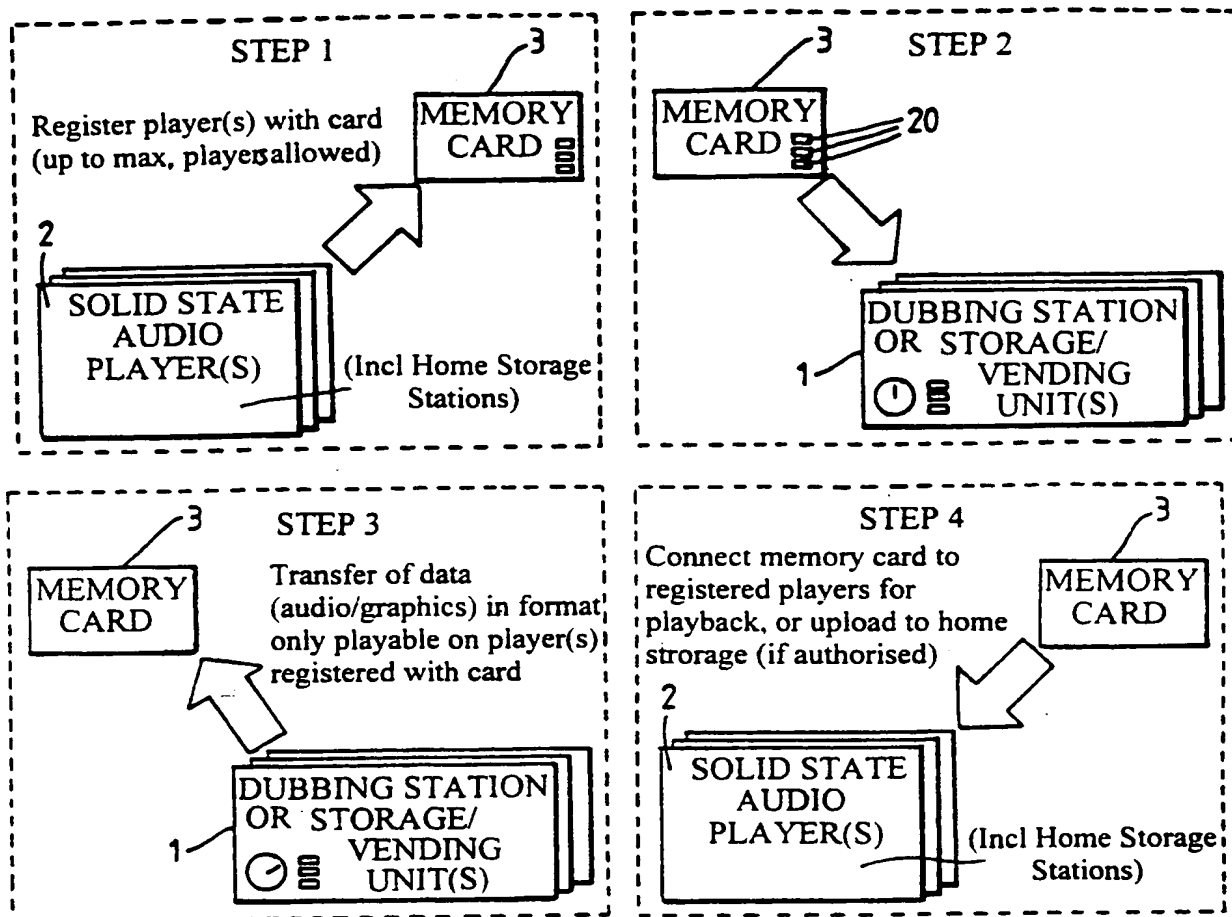 STEP 1
3
MEMORY
CARD
Register player(s) with card
(up to max, playersallowed)
2
SOLID STATE
AUDIO
PLAYER(S)
(Incl Home Storage
Stations)
STEP 2
3
MEMORY
CARD
20
DUBBING STATION
OR STORAGE/
VENDING
UNIT(S)
1
STEP 3
3
MEMORY
CARD
Transfer of data
(audio/graphics) in format
only playable on player(s)
registered with card
DUBBING STATION
OR STORAGE/
VENDING
UNIT(S)
1
STEP 4
3
Connect memory card to
registered players for
playback, or upload to home
strorage (if authorised)
MEMORY
CARD
2
SOLID STATE
AUDIO
PLAYER(S)
(Incl Home Storage
Stations)